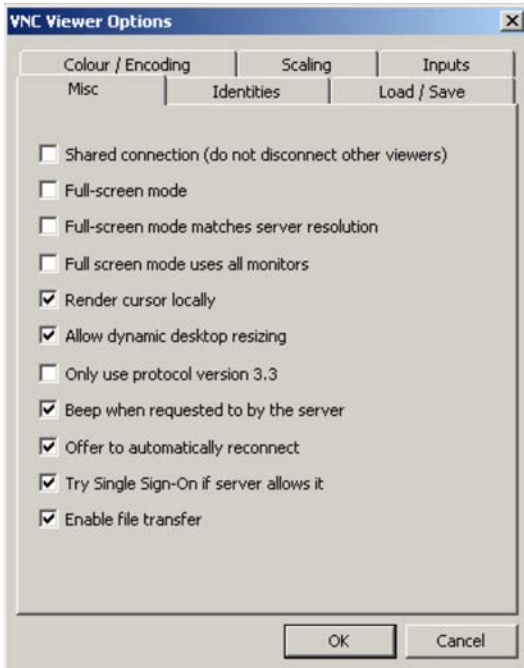 VNC Viewer Options
Colour / Encoding
Scaling
Inputs
Misc
Identities
Load / Save
Shared connection (do not disconnect other viewers)
Full-screen mode
Full-screen mode matches server resolution
Full screen mode uses all monitors
Render cursor locally
Allow dynamic desktop resizing
Only use protocol version 3.3
Beep when requested to by the server
Offer to automatically reconnect
Try Single Sign-On if server allows it
Enable file transfer
OK
Cancel